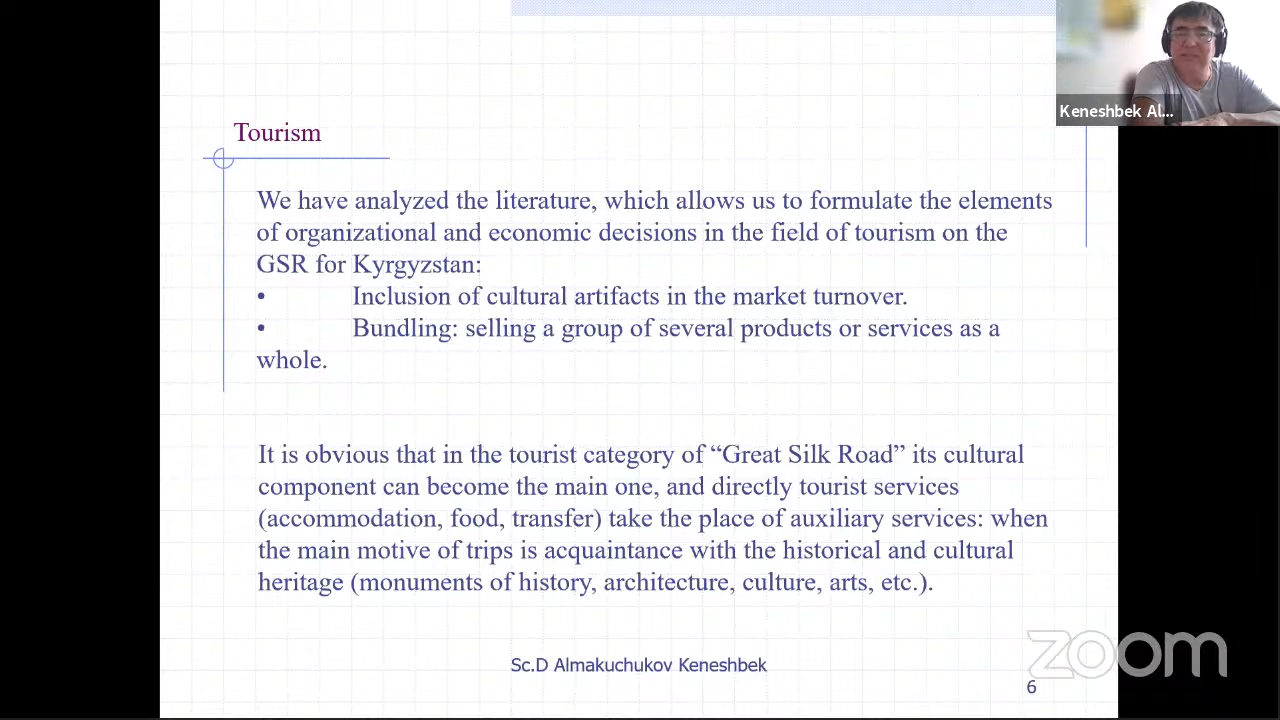 Keneshbek Al...
Tourism
We have analyzed the literature, which allows us to formulate the elements
of organizational and economic decisions in the field of tourism on the
GSR for Kyrgyzstan:
• Inclusion of cultural artifacts in the market turnover.
• Bundling: selling a group of several products or services as a
whole.
It is obvious that in the tourist category of “Great Silk Road” its cultural
component can become the main one, and directly tourist services
(accommodation, food, transfer) take the place of auxiliary services: when
the main motive of trips is acquaintance with the historical and cultural
heritage (monuments of history, architecture, culture, arts, etc.).
Sc.D Almakuchukov Keneshbek
zoom
6